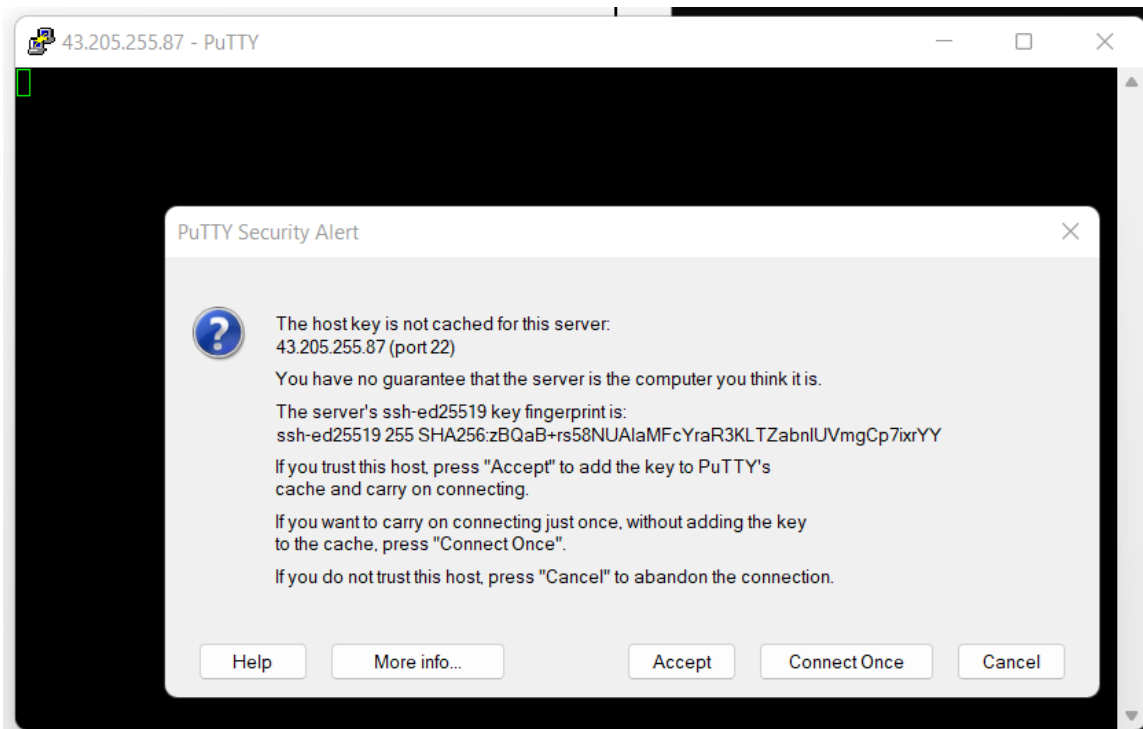 43.205.255.87 - PuTTY
PuTTY Security Alert
The host key is not cached for this server:
43.205.255.87 (port 22)
You have no guarantee that the server is the computer you think it is.
The server's ssh-ed25519 key fingerprint is:
ssh-ed25519 255 SHA256:zBQaB+rs58NUAlaMFcYraR3KLTZabnlUVmgCp7ixrYY
If you trust this host, press "Accept" to add the key to PuTTY's
cache and carry on connecting.
If you want to carry on connecting just once, without adding the key
to the cache, press "Connect Once".
If you do not trust this host, press "Cancel" to abandon the connection.
Help
More info...
Accept
Connect Once
Cancel